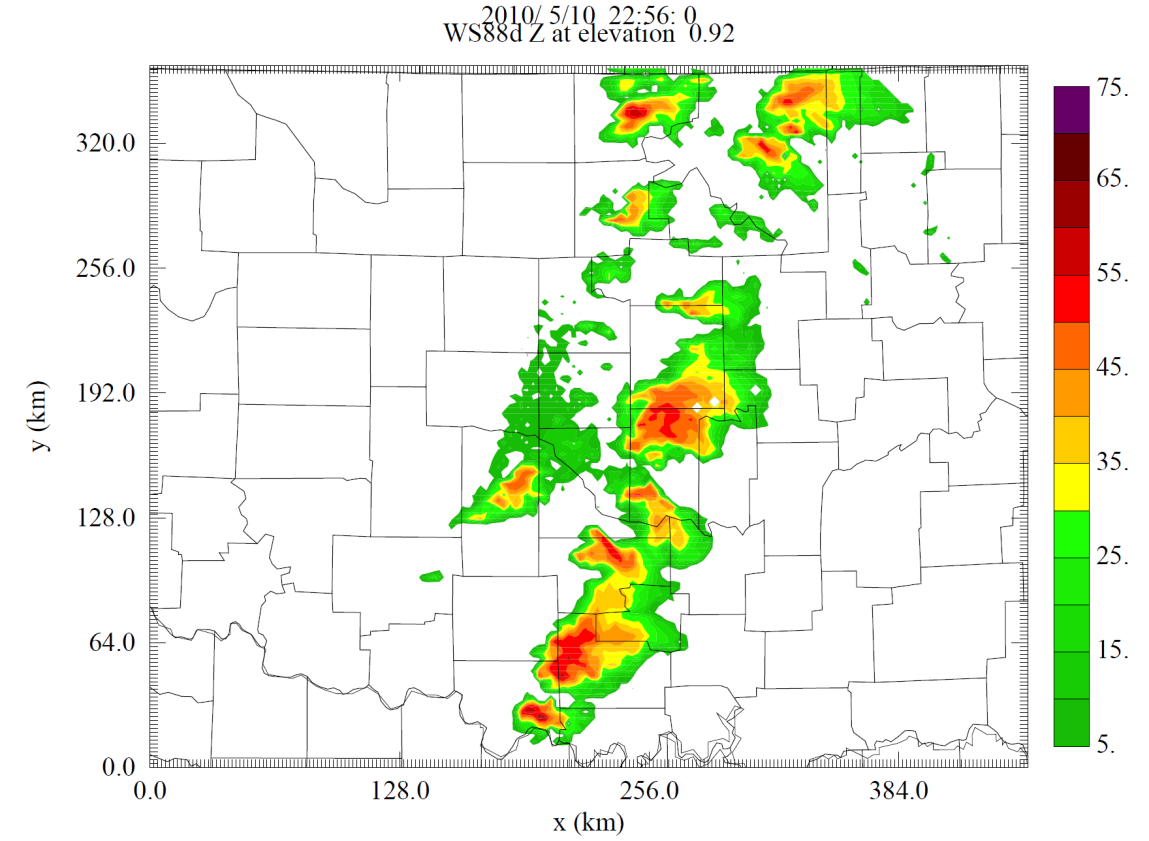 2010/ 5/10 22:56: 0
WS88d Z at elevation 0.92
75.
65.
55.
45.
35.
25.
15.
5.
y (km)
320.0
256.0
192.0
128.0
64.0
0.0
0.0 128.0 256.0 384.0
x (km)